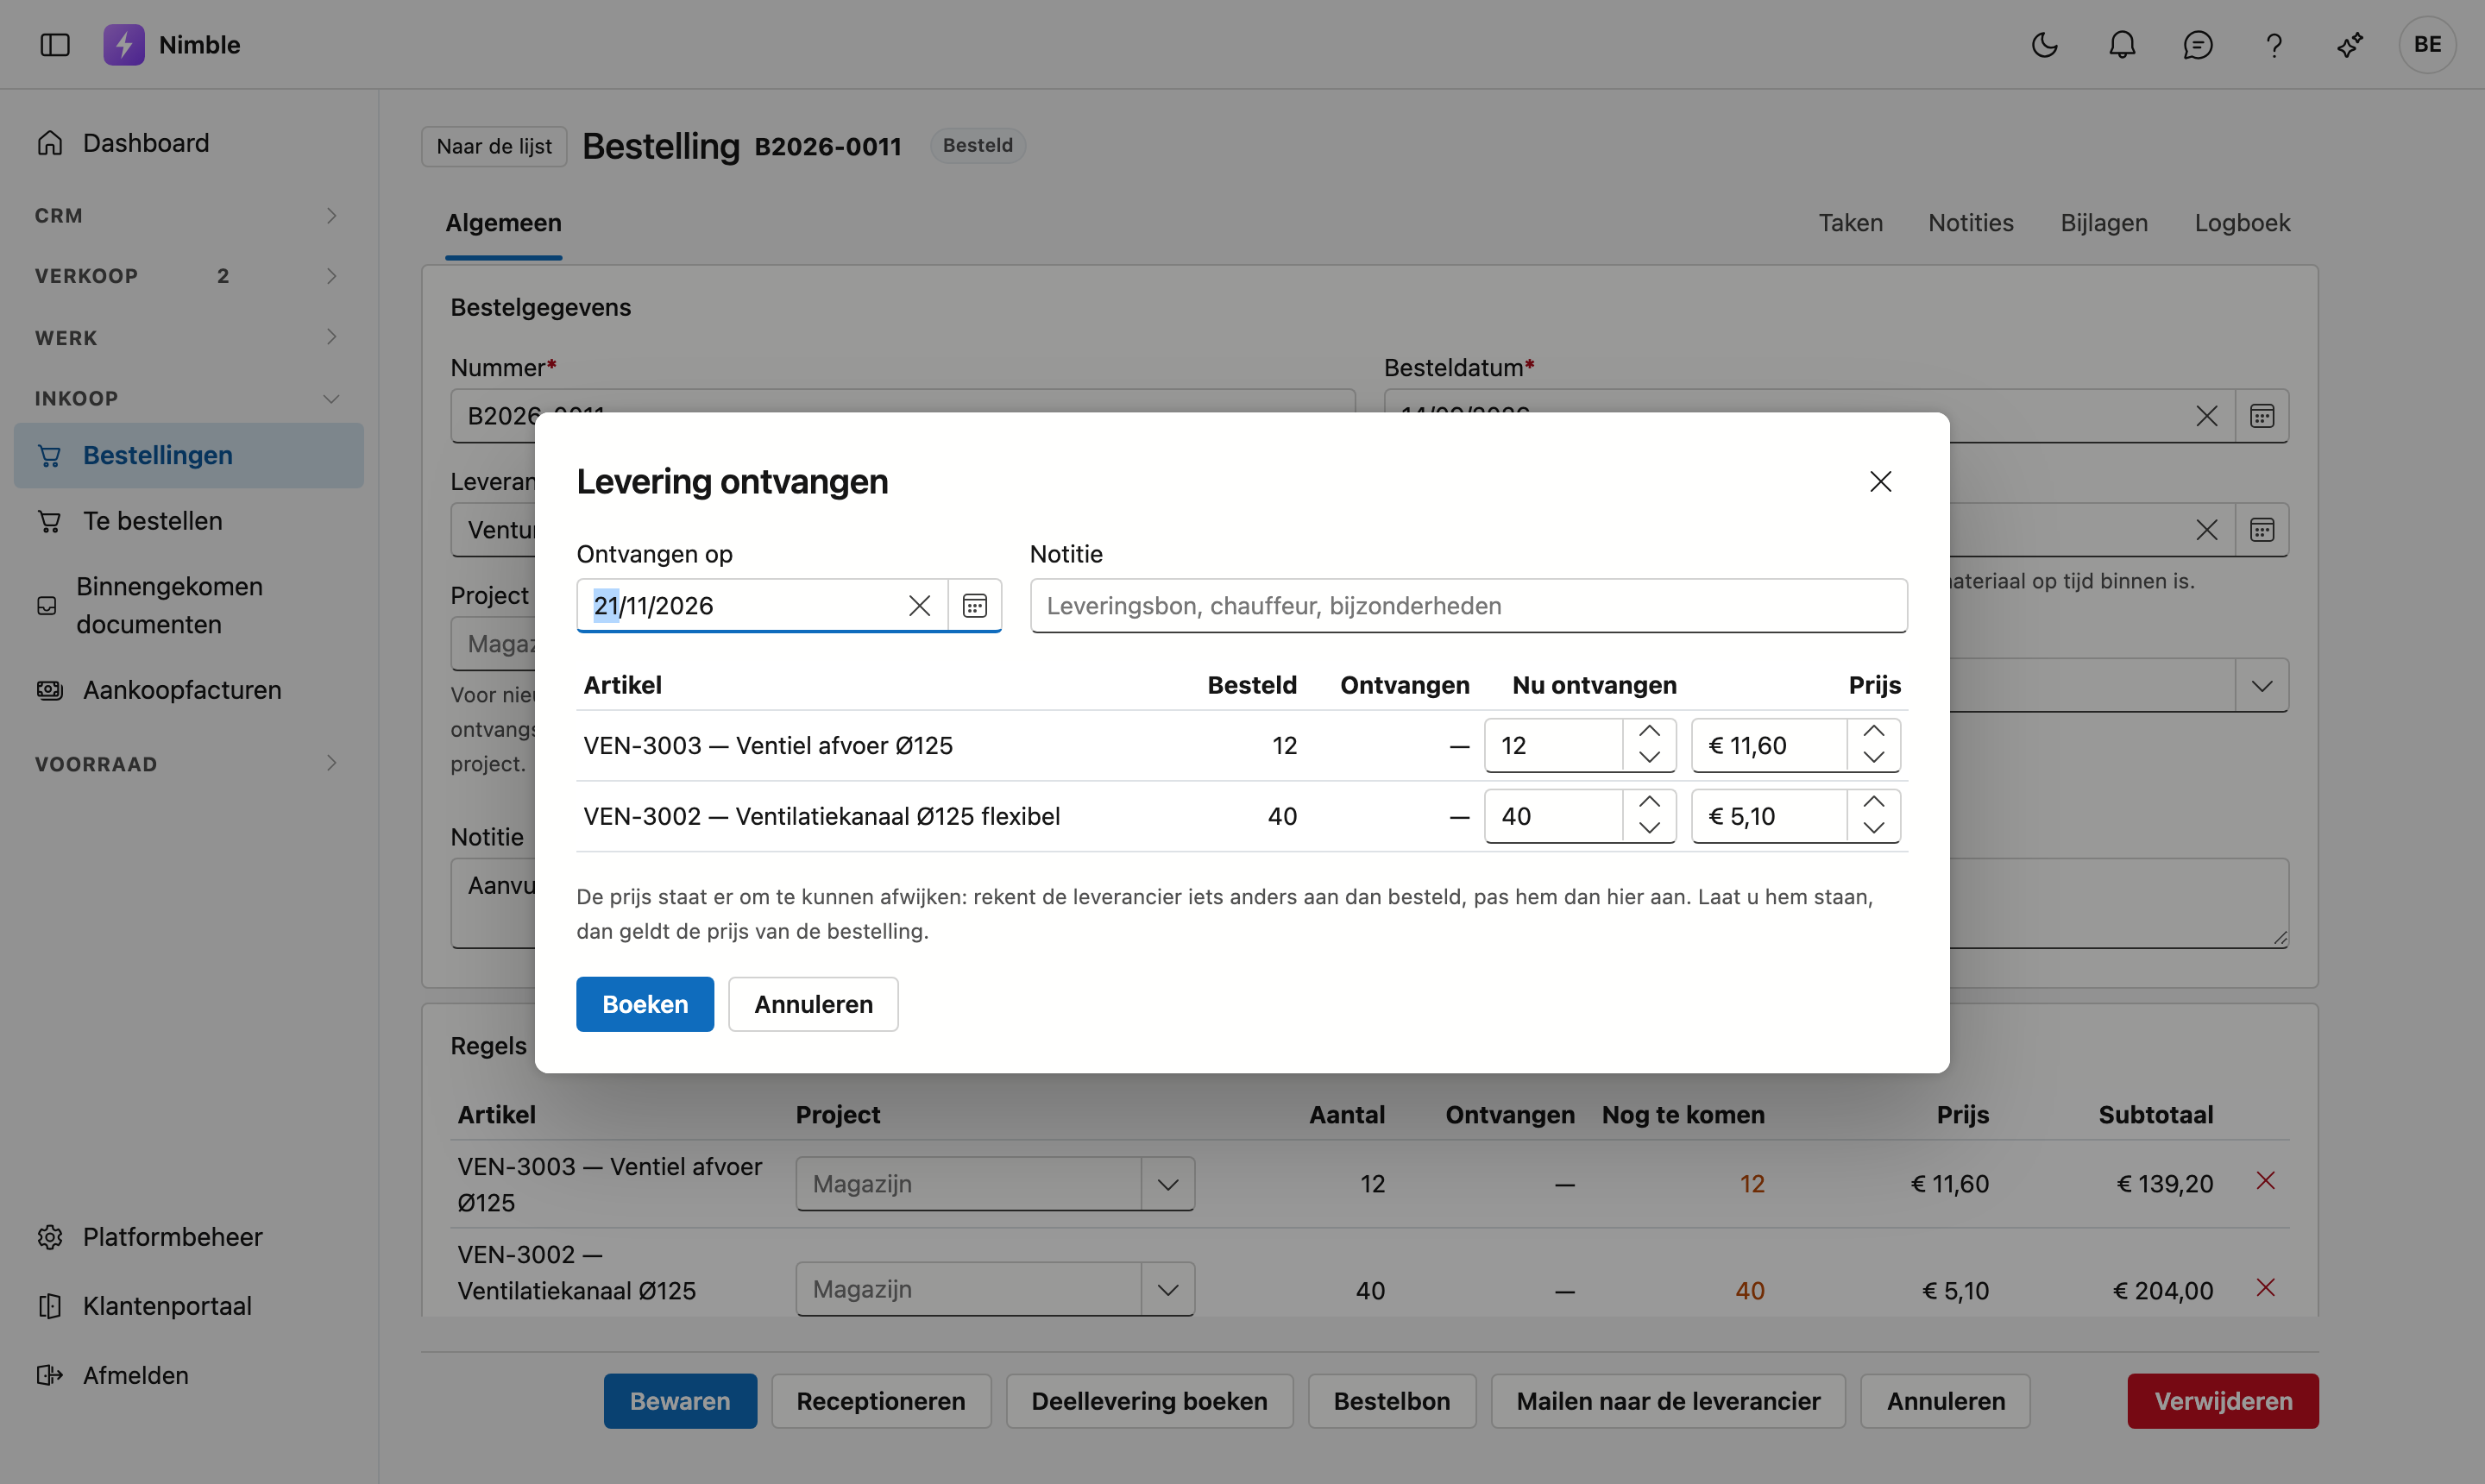 Nimble
BE
Dashboard
CRM
VERKOOP 2
WERK
INKOOP
Bestellingen
Te bestellen
Binnengekomen
documenten
Aankoopfacturen
VOORRAAD
Platformbeheer
Klantenportaal
Afmelden
Naar de lijst
Bestelling B2026-0011
Besteld
Algemeen
Taken
Notities
Bijlagen
Logboek
Bestelgegevens
Nummer*
Besteldatum*
B2026-0011
14/09/2026
ateriaal op tijd binnen is.
Project
project.
Notitie
Levering ontvangen
Ontvangen op
Notitie
21/11/2026
Leveringsbon, chauffeur, bijzonderheden
Artikel Besteld Ontvangen Nu ontvangen Prijs
VEN-3003 — Ventiel afvoer Ø125 12 — 12 € 11,60
VEN-3002 — Ventilatiekanaal Ø125 flexibel 40 — 40 € 5,10
De prijs staat er om te kunnen afwijken: rekent de leverancier iets anders aan dan besteld, pas hem dan hier aan. Laat u hem staan,
dan geldt de prijs van de bestelling.
Boeken
Annuleren
Regels
Artikel Project Aantal Ontvangen Nog te komen Prijs Subtotaal
VEN-3003 — Ventiel afvoer
Ø125
Magazijn 12 — 12 € 11,60 € 139,20
VEN-3002 —
Ventilatiekanaal Ø125
Magazijn 40 — 40 € 5,10 € 204,00
Bewaren
Receptioneren
Deellevering boeken
Bestelbon
Mailen naar de leverancier
Annuleren
Verwijderen